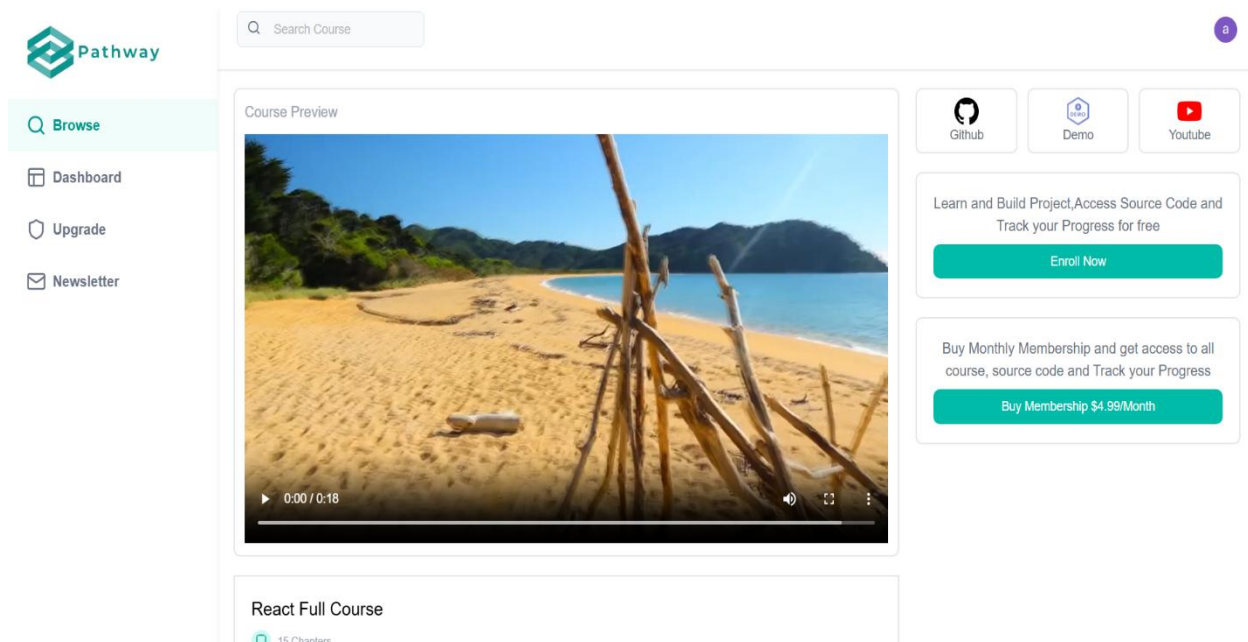 Pathway
Search Course
a
Browse
Dashboard
Upgrade
Newsletter
Course Preview
0:00 / 0:18
React Full Course
15 Chapters
Github
DEMO
Demo
Youtube
Learn and Build Project,Access Source Code and
Track your Progress for free
Enroll Now
Buy Monthly Membership and get access to all
course, source code and Track your Progress
Buy Membership $4.99/Month